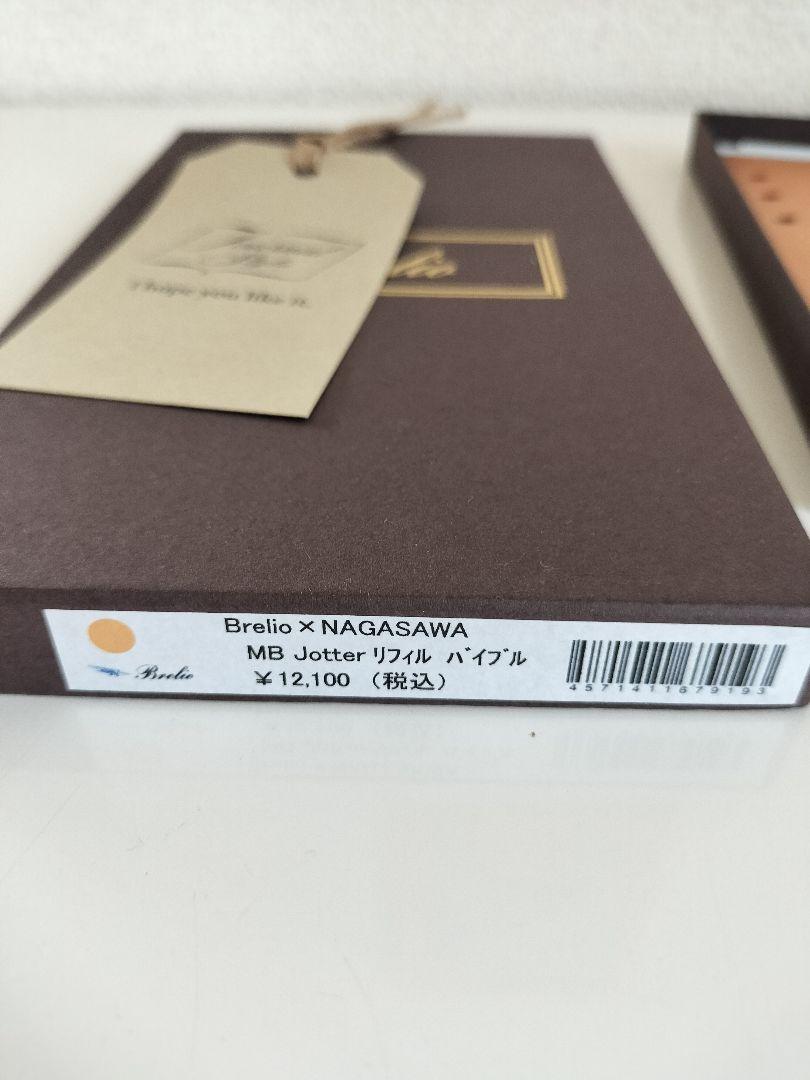 I hope you like it.
Brelio×NAGASAWA
MB Jotter ﾘﾌｨﾙ ﾊﾞｲﾌﾞﾙ
￥12,100 （税込）
Brelio
4571411679193